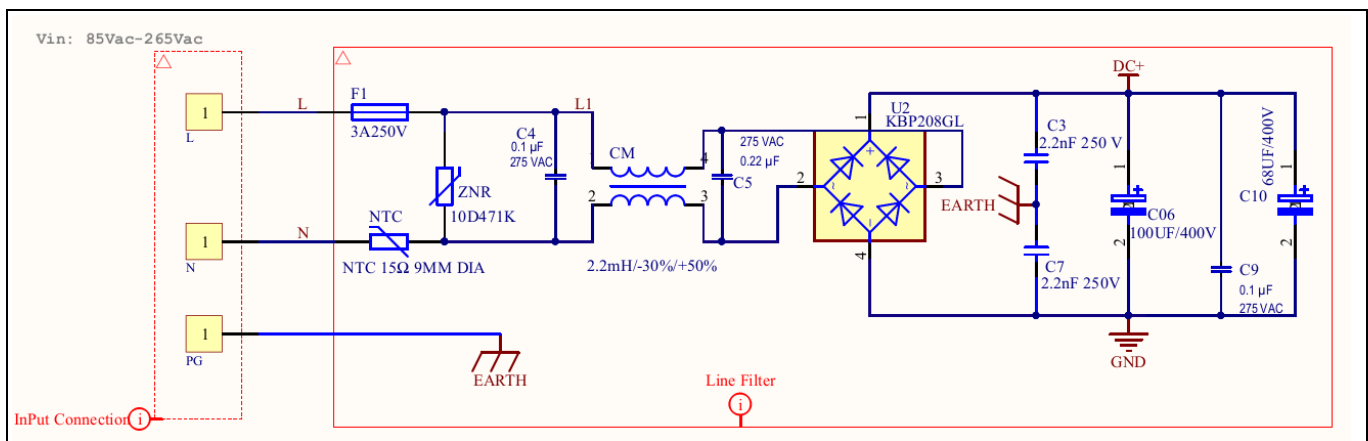 Vin: 85Vac-265Vac
1
L
L
F1
3A250V
ZNR
10D471K
C4
0.1 µF
275 VAC
L1
CM
4
2
3
2.2mH/-30%/+50%
275 VAC
0.22 µF
C5
1
N
N
NTC
NTC 15Ω 9MM DIA
1
PG
EARTH
U2
KBP208GL
1
2
3
4
+
~
~
-
C3
2.2nF 250 V
EARTH
C7
2.2nF 250V
DC+
1
+
2
C06
100UF/400V
GND
C9
0.1 µF
275 VAC
C10
68UF/400V
1
+
2
Line Filter
i
InPut Connection
i